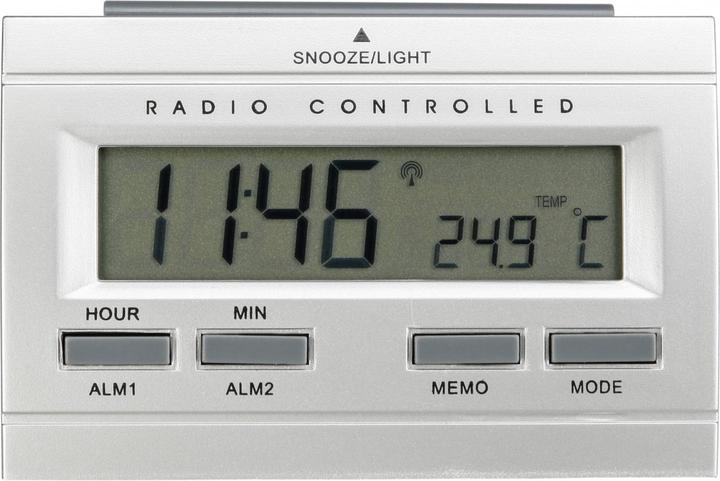 SNOOZE/LIGHT
RADIO CONTROLLED
11:46
TEMP
24.9 °C
HOUR MIN
ALM1 ALM2 MEMO MODE